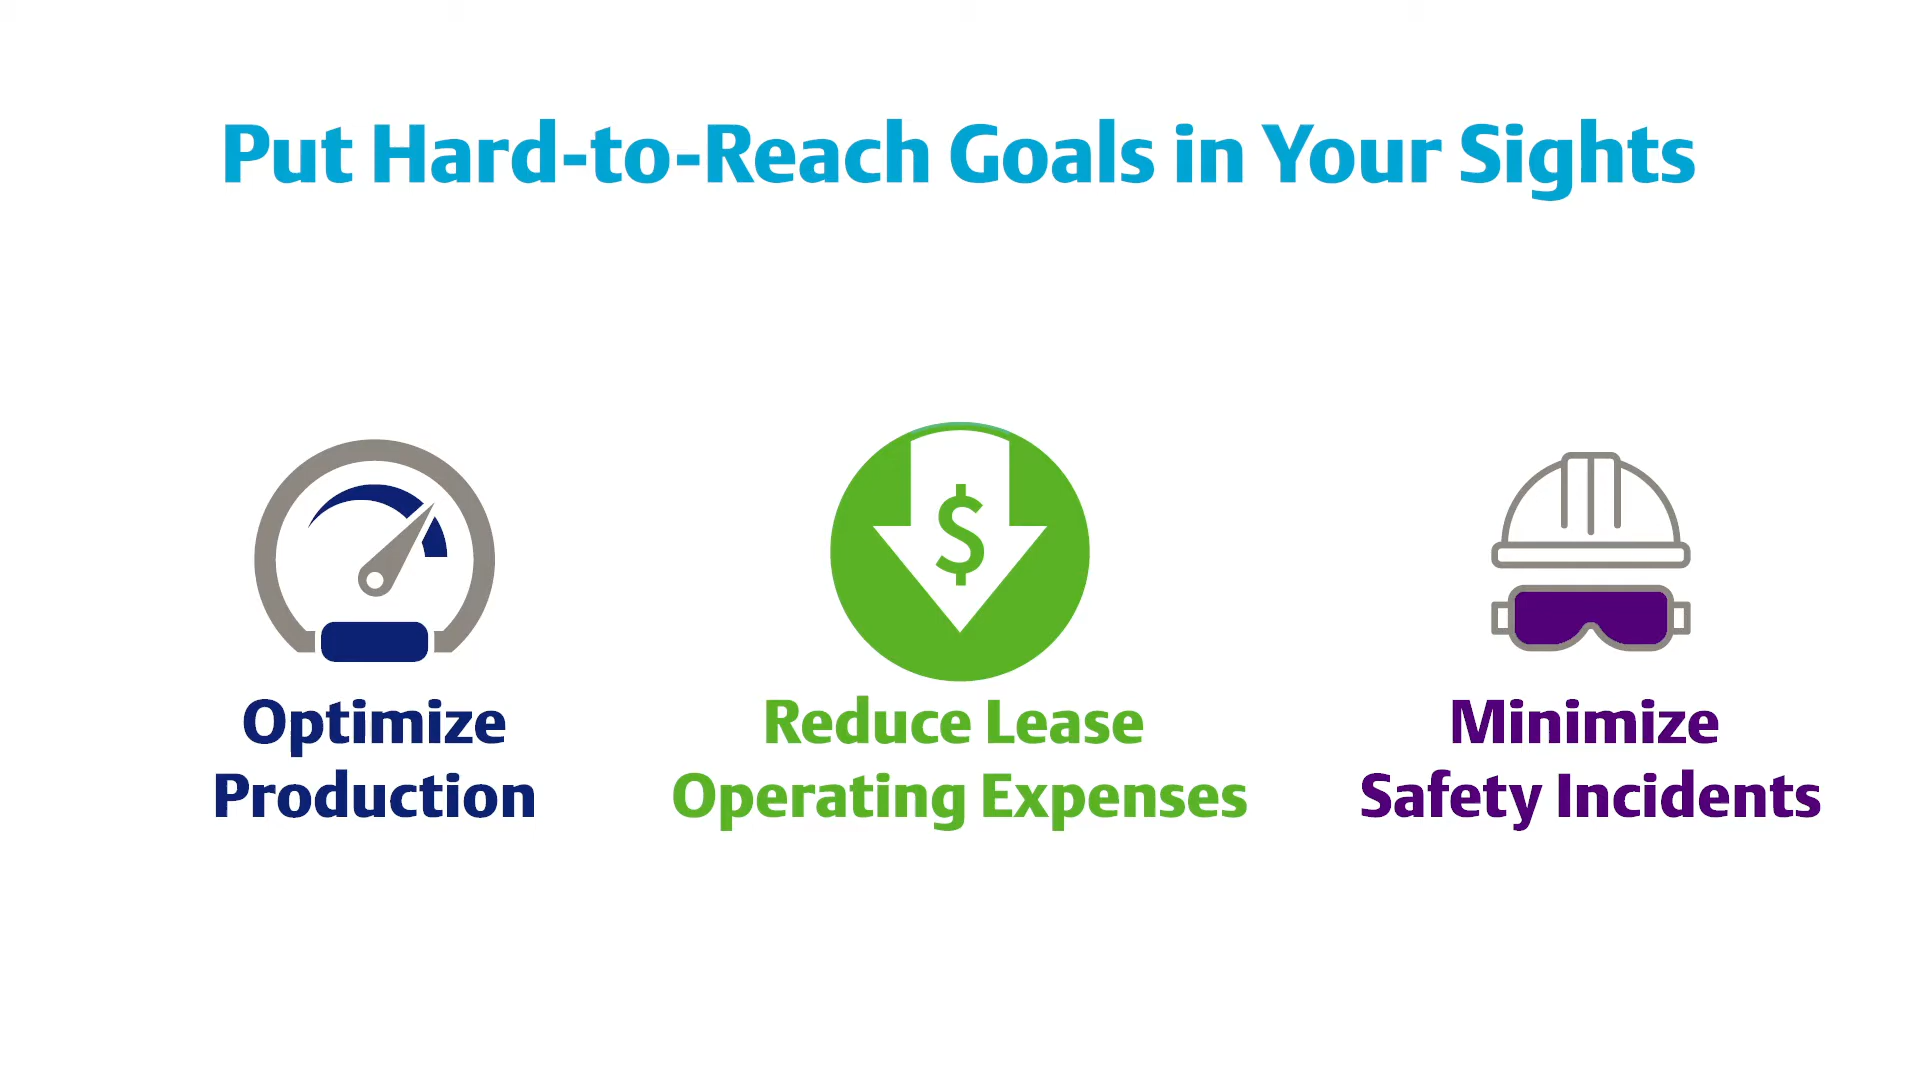 Put Hard-to-Reach Goals in Your Sights
$
Optimize
Production
Reduce Lease
Operating Expenses
Minimize
Safety Incidents